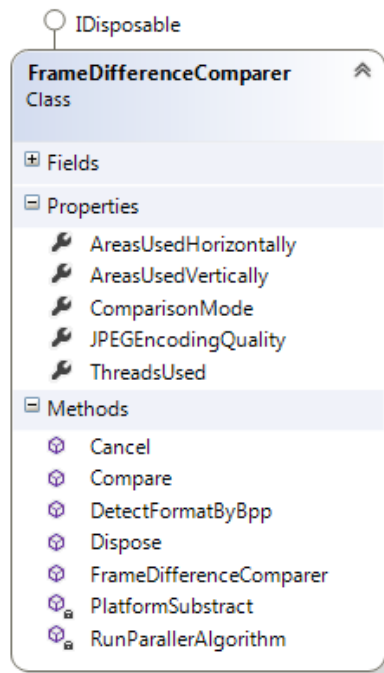 IDisposable
FrameDifferenceComparer
Class
Fields
Properties
AreasUsedHorizontally
AreasUsedVertically
ComparisonMode
JPEGEncodingQuality
ThreadsUsed
Methods
Cancel
Compare
DetectFormatByBpp
Dispose
FrameDifferenceComparer
PlatformSubstract
RunParallerAlgorithm